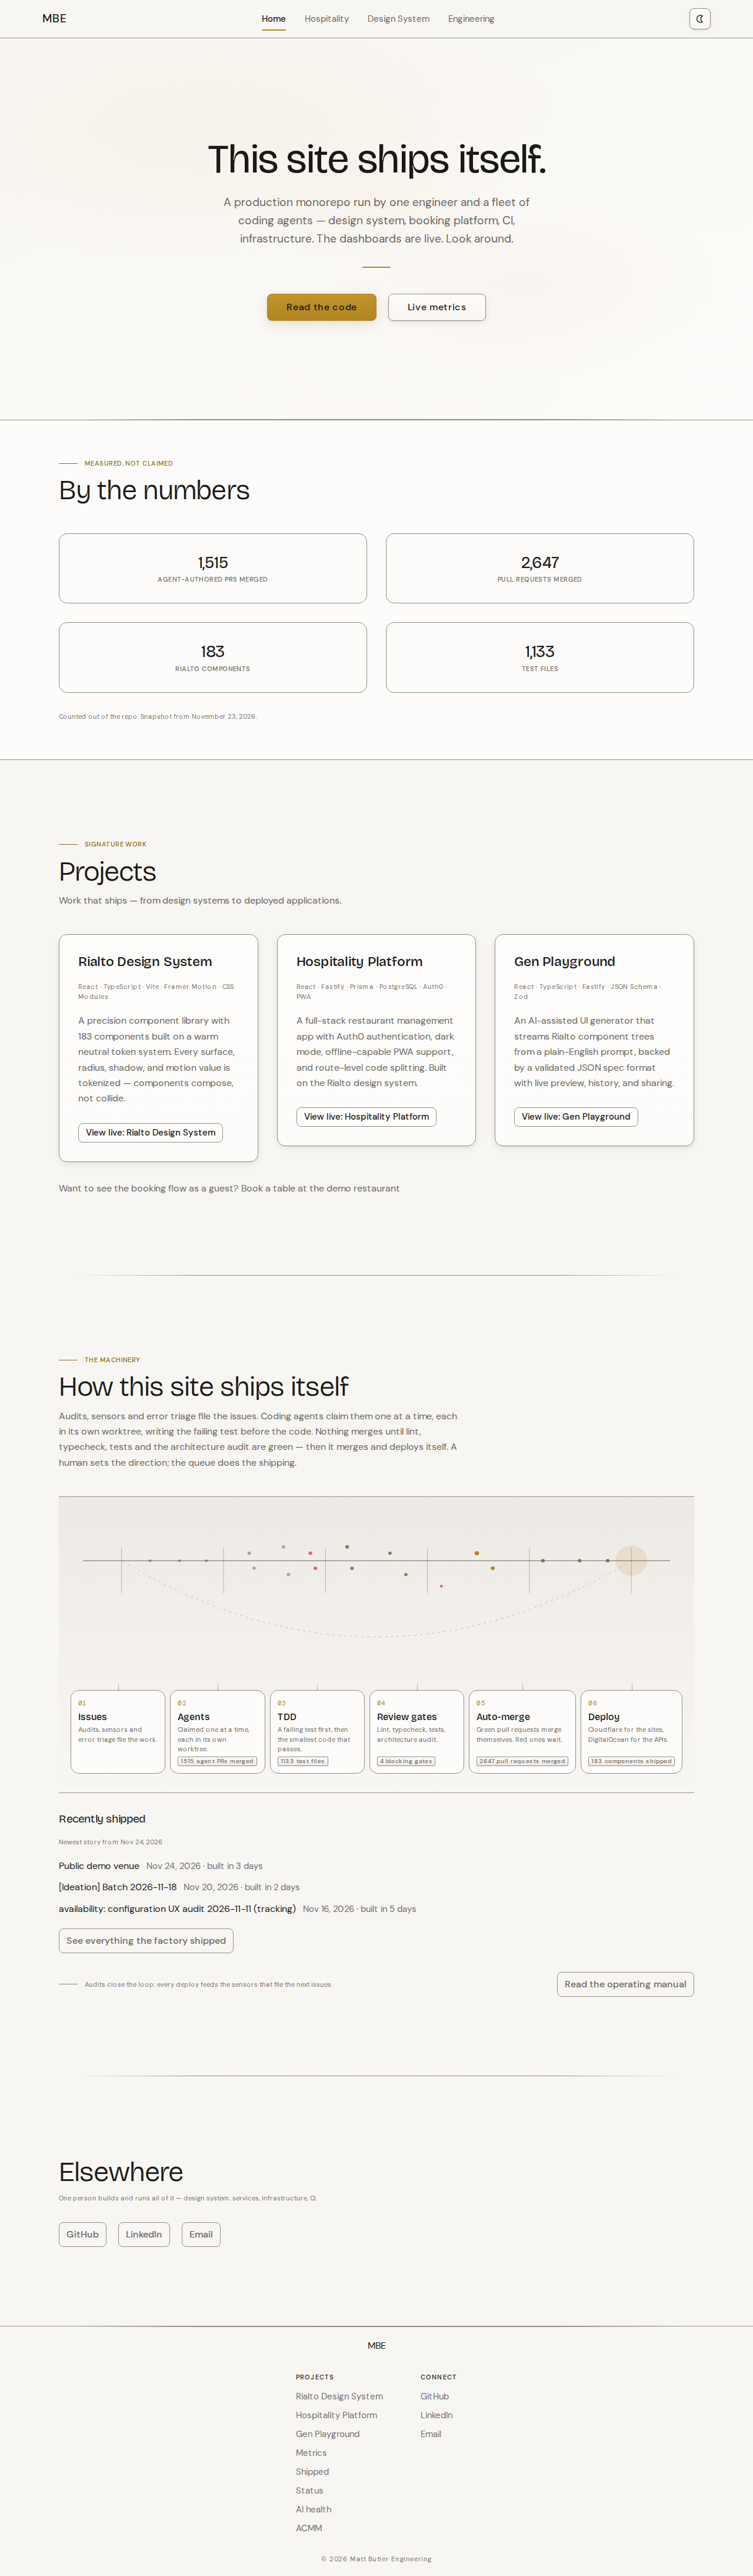 MBE
Home
Hospitality
Design System
Engineering
This site ships itself.
A production monorepo run by one engineer and a fleet of
coding agents — design system, booking platform, CI,
infrastructure. The dashboards are live. Look around.
Read the code
Live metrics
MEASURED, NOT CLAIMED
By the numbers
1,515
AGENT-AUTHORED PRS MERGED
2,647
PULL REQUESTS MERGED
183
RIALTO COMPONENTS
1,133
TEST FILES
Counted out of the repo. Snapshot from November 23, 2026.
SIGNATURE WORK
Projects
Work that ships — from design systems to deployed applications.
Rialto Design System
React · TypeScript · Vite · Framer Motion · CSS
Modules
A precision component library with
183 components built on a warm
neutral token system. Every surface,
radius, shadow, and motion value is
tokenized — components compose,
not collide.
View live: Rialto Design System
Hospitality Platform
React · Fastify · Prisma · PostgreSQL · Auth0 ·
PWA
A full-stack restaurant management
app with Auth0 authentication, dark
mode, offline-capable PWA support,
and route-level code splitting. Built
on the Rialto design system.
View live: Hospitality Platform
Gen Playground
React · TypeScript · Fastify · JSON Schema ·
Zod
An AI-assisted UI generator that
streams Rialto component trees
from a plain-English prompt, backed
by a validated JSON spec format
with live preview, history, and sharing.
View live: Gen Playground
Want to see the booking flow as a guest? Book a table at the demo restaurant
THE MACHINERY
How this site ships itself
Audits, sensors and error triage file the issues. Coding agents claim them one at a time, each
in its own worktree, writing the failing test before the code. Nothing merges until lint,
typecheck, tests and the architecture audit are green — then it merges and deploys itself. A
human sets the direction; the queue does the shipping.
01
Issues
Audits, sensors and
error triage file the work.
02
Agents
Claimed one at a time,
each in its own
worktree.
1515 agent PRs merged
03
TDD
A failing test first, then
the smallest code that
passes.
1133 test files
04
Review gates
Lint, typecheck, tests,
architecture audit.
4 blocking gates
05
Auto-merge
Green pull requests merge
themselves. Red ones wait.
2647 pull requests merged
06
Deploy
Cloudflare for the sites,
DigitalOcean for the APIs.
183 components shipped
Recently shipped
Newest story from Nov 24, 2026
Public demo venue Nov 24, 2026 · built in 3 days
[Ideation] Batch 2026-11-18 Nov 20, 2026 · built in 2 days
availability: configuration UX audit 2026-11-11 (tracking) Nov 16, 2026 · built in 5 days
See everything the factory shipped
Audits close the loop: every deploy feeds the sensors that file the next issues.
Read the operating manual
Elsewhere
One person builds and runs all of it — design system, services, infrastructure, CI.
GitHub
LinkedIn
Email
MBE
PROJECTS
Rialto Design System
Hospitality Platform
Gen Playground
Metrics
Shipped
Status
AI health
ACMM
CONNECT
GitHub
LinkedIn
Email
© 2026 Matt Butler Engineering